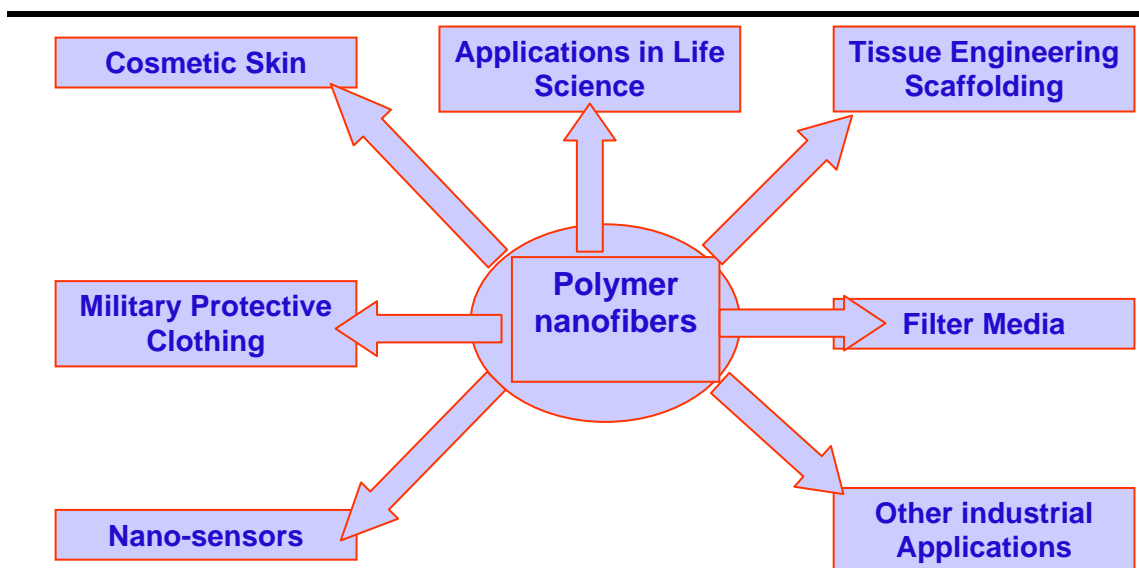 Cosmetic Skin
Applications in Life
Science
Tissue Engineering
Scaffolding
Polymer
nanofibers
Military Protective
Clothing
Filter Media
Nano-sensors
Other industrial
Applications